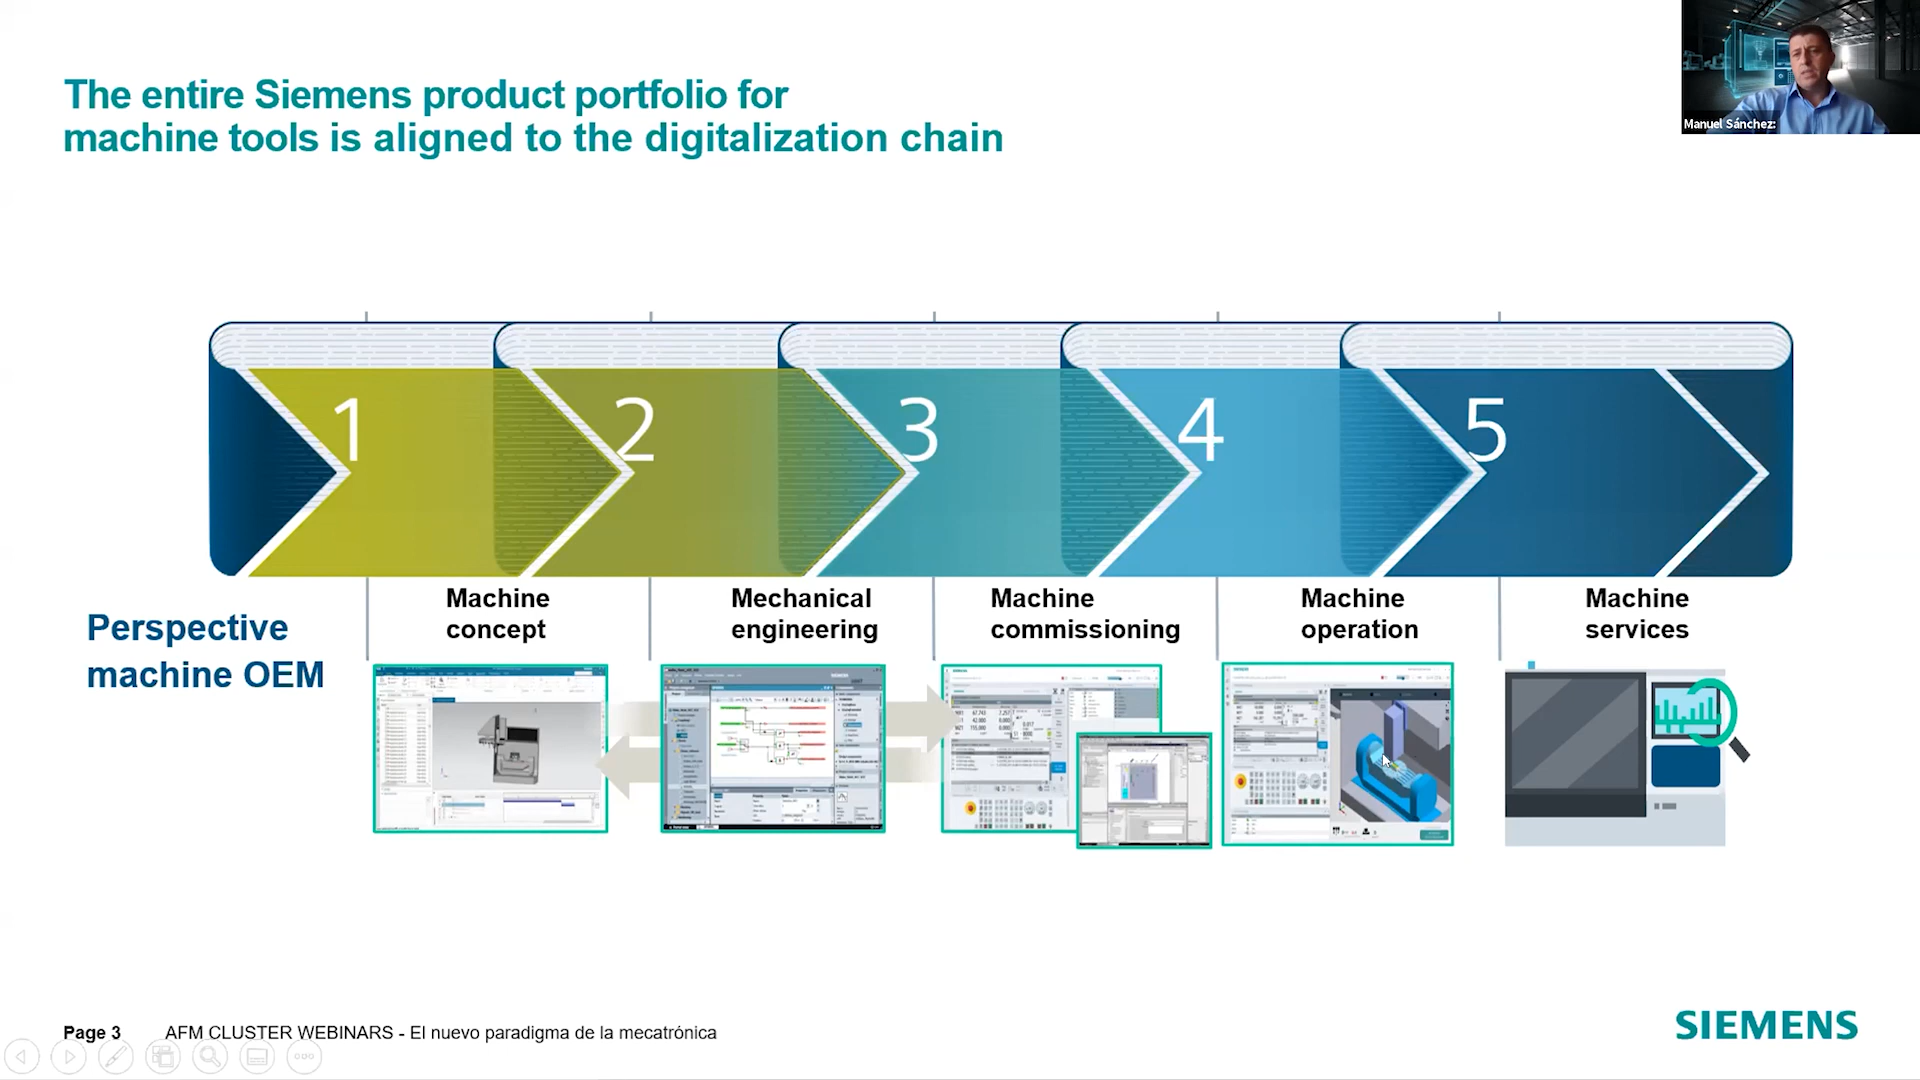 The entire Siemens product portfolio for
machine tools is aligned to the digitalization chain
Manuel Sánchez:
1 2 3 4 5
Perspective
machine OEM
Machine
concept
Mechanical
engineering
Machine
commissioning
Machine
operation
Machine
services
Page 3 AFM CLUSTER WEBINARS - El nuevo paradigma de la mecatrónica
SIEMENS